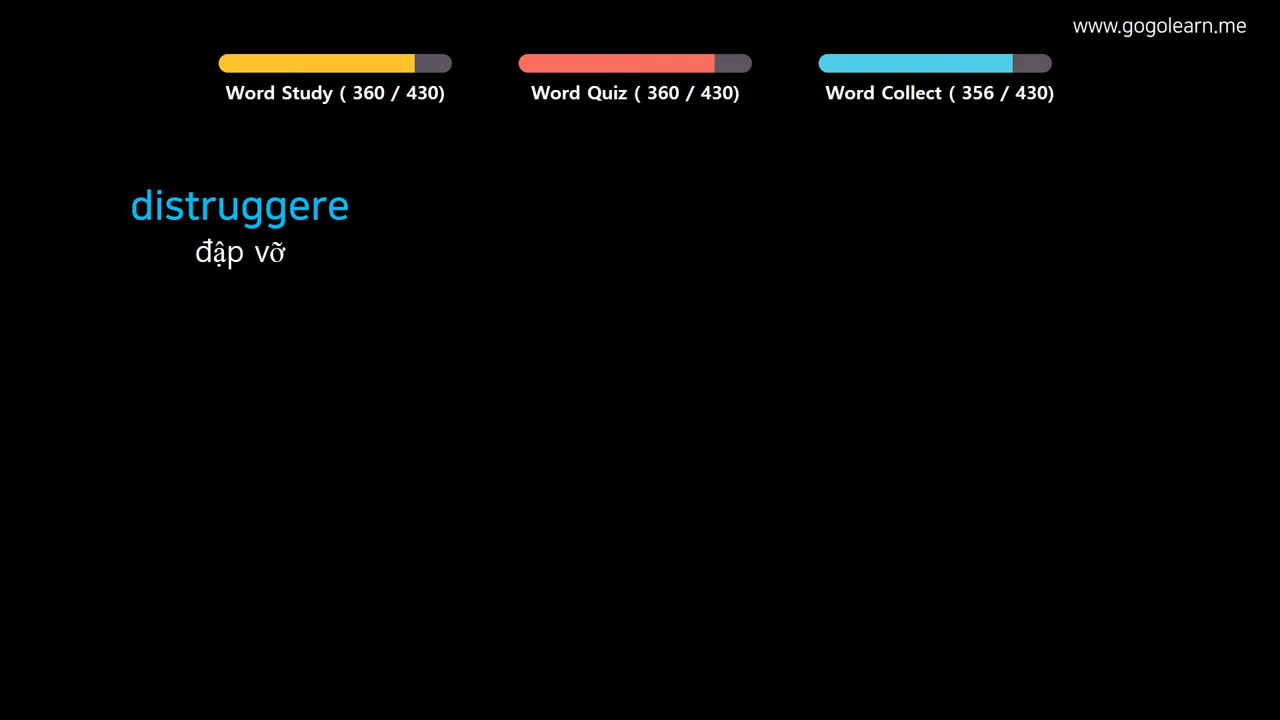 www.gogolearn.me
Word Study ( 360 / 430)
Word Quiz ( 360 / 430)
Word Collect ( 356 / 430)
distruggere
đập vỡ